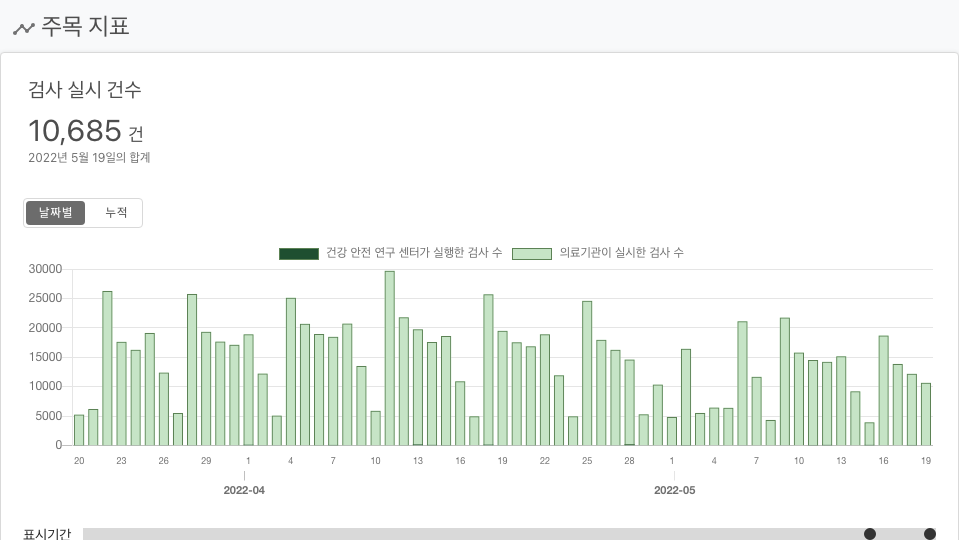 주목 지표
검사 실시 건수
10,685 건
2022년 5월 19일의 합계
날짜별 누적
건강 안전 연구 센터가 실행한 검사 수 의료기관이 실시한 검사 수
30000
25000
20000
15000
10000
5000
0
20 23 26 29 1 4 7 10 13 16 19 22 25 28 1 4 7 10 13 16 19
2022-04 2022-05
표시기간